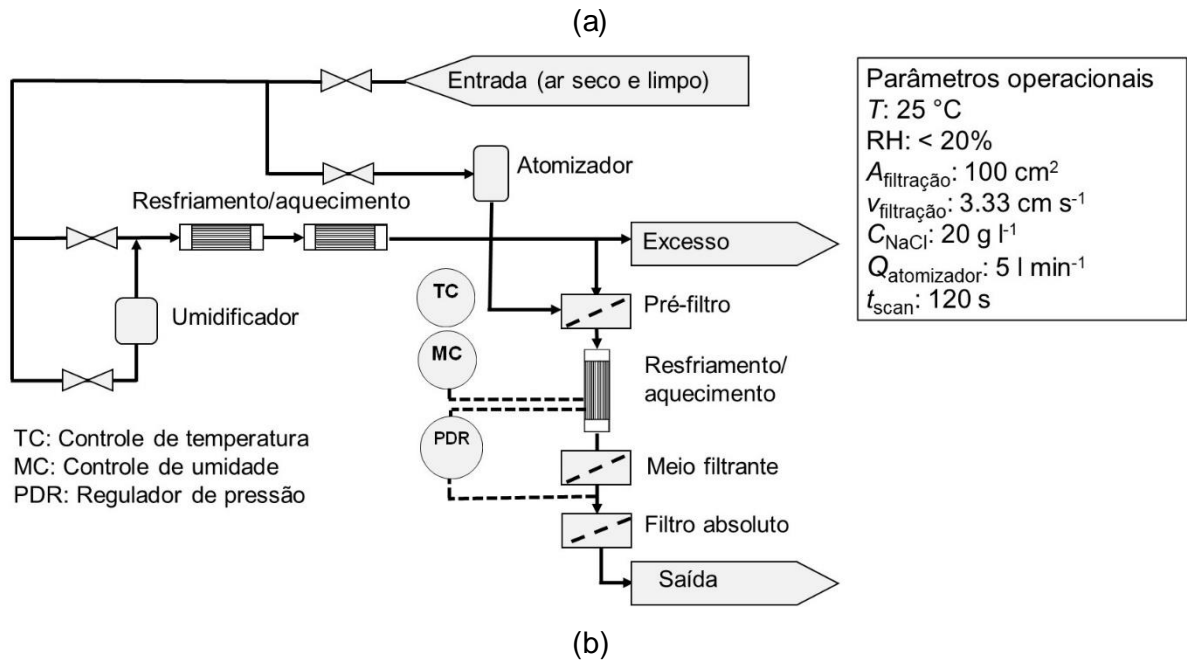 (a)
Entrada (ar seco e limpo)
Atomizador
Resfriamento/aquecimento
Excesso
TC
Pré-filtro
Umidificador
MC
Resfriamento/
aquecimento
PDR
TC: Controle de temperatura
MC: Controle de umidade
PDR: Regulador de pressão
Meio filtrante
Filtro absoluto
Saída
Parâmetros operacionais
T: 25 °C
RH: < 20%
Afiltração: 100 cm²
vfiltração: 3.33 cm s⁻¹
CNaCl: 20 g l⁻¹
Qatomizador: 5 l min⁻¹
tscan: 120 s
(b)